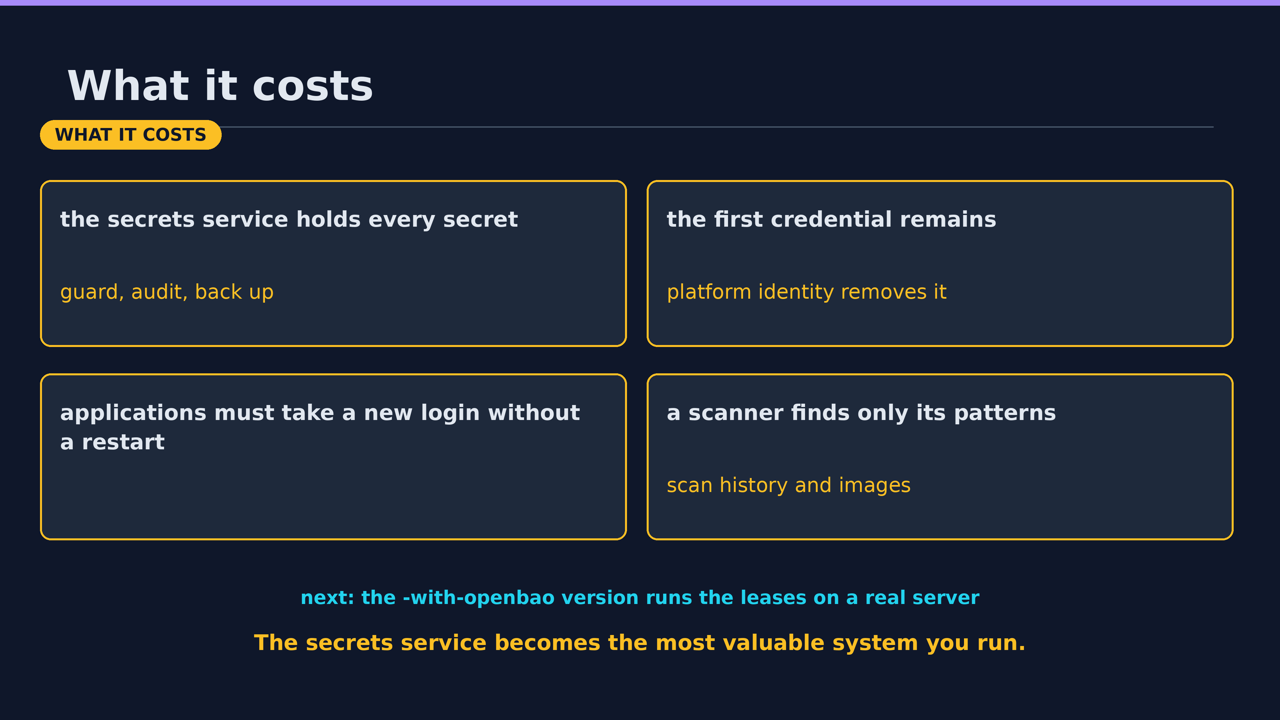 What it costs
WHAT IT COSTS
the secrets service holds every secret
guard, audit, back up
the first credential remains
platform identity removes it
applications must take a new login without
a restart
a scanner finds only its patterns
scan history and images
next: the -with-openbao version runs the leases on a real server
The secrets service becomes the most valuable system you run.